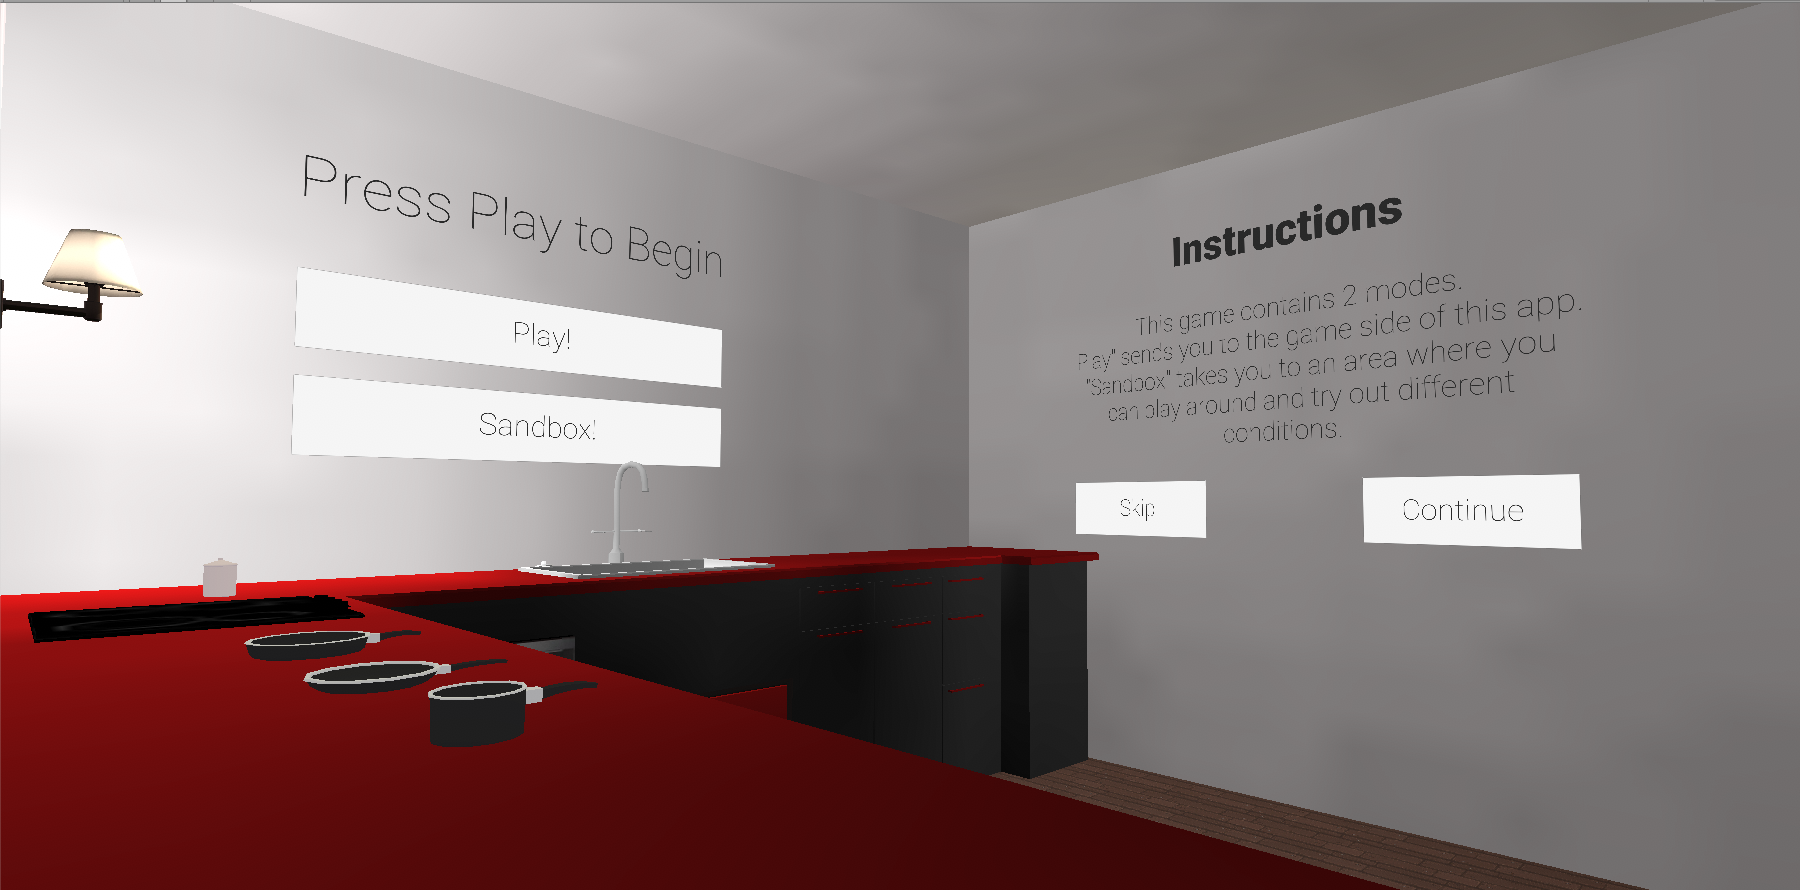 Press Play to Begin
Play!
Sandbox!
Instructions
This game contains 2 modes.
Play" sends you to the game side of this app.
"Sandbox" takes you to an area where you
can play around and try out different
conditions.
Skip
Continue